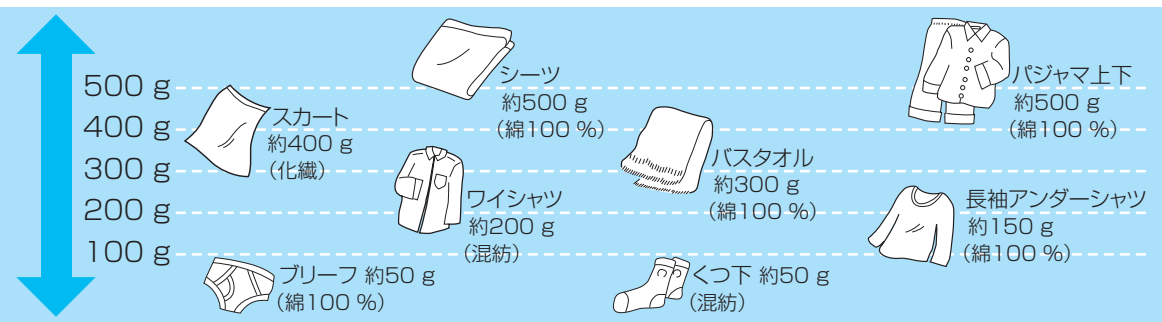 500 g
400 g
300 g
200 g
100 g
シーツ
約500 g
(綿100 %)
パジャマ上下
約500 g
(綿100 %)
スカート
約400 g
(化繊)
バスタオル
約300 g
(綿100 %)
ワイシャツ
約200 g
(混紡)
長袖アンダーシャツ
約150 g
(綿100 %)
ブリーフ 約50 g
(綿100 %)
くつ下 約50 g
(混紡)